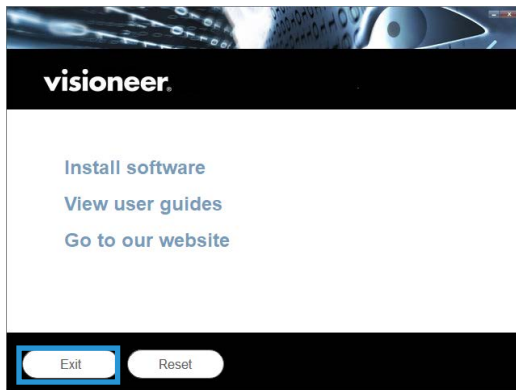 visioneer®
Install software
View user guides
Go to our website
Exit
Reset